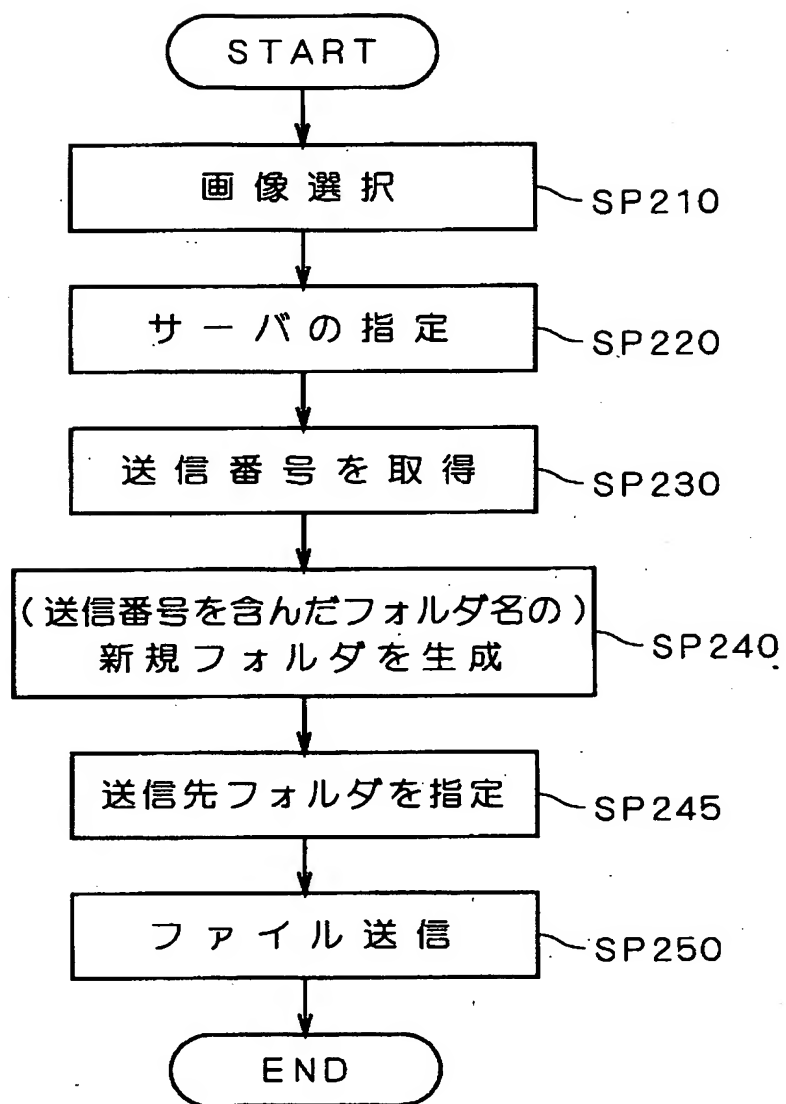 START
画像選択
SP210
サーバの指定
SP220
送信番号を取得
SP230
(送信番号を含んだフォルダ名の)
新規フォルダを生成
SP240
送信先フォルダを指定
SP245
ファイル送信
SP250
END